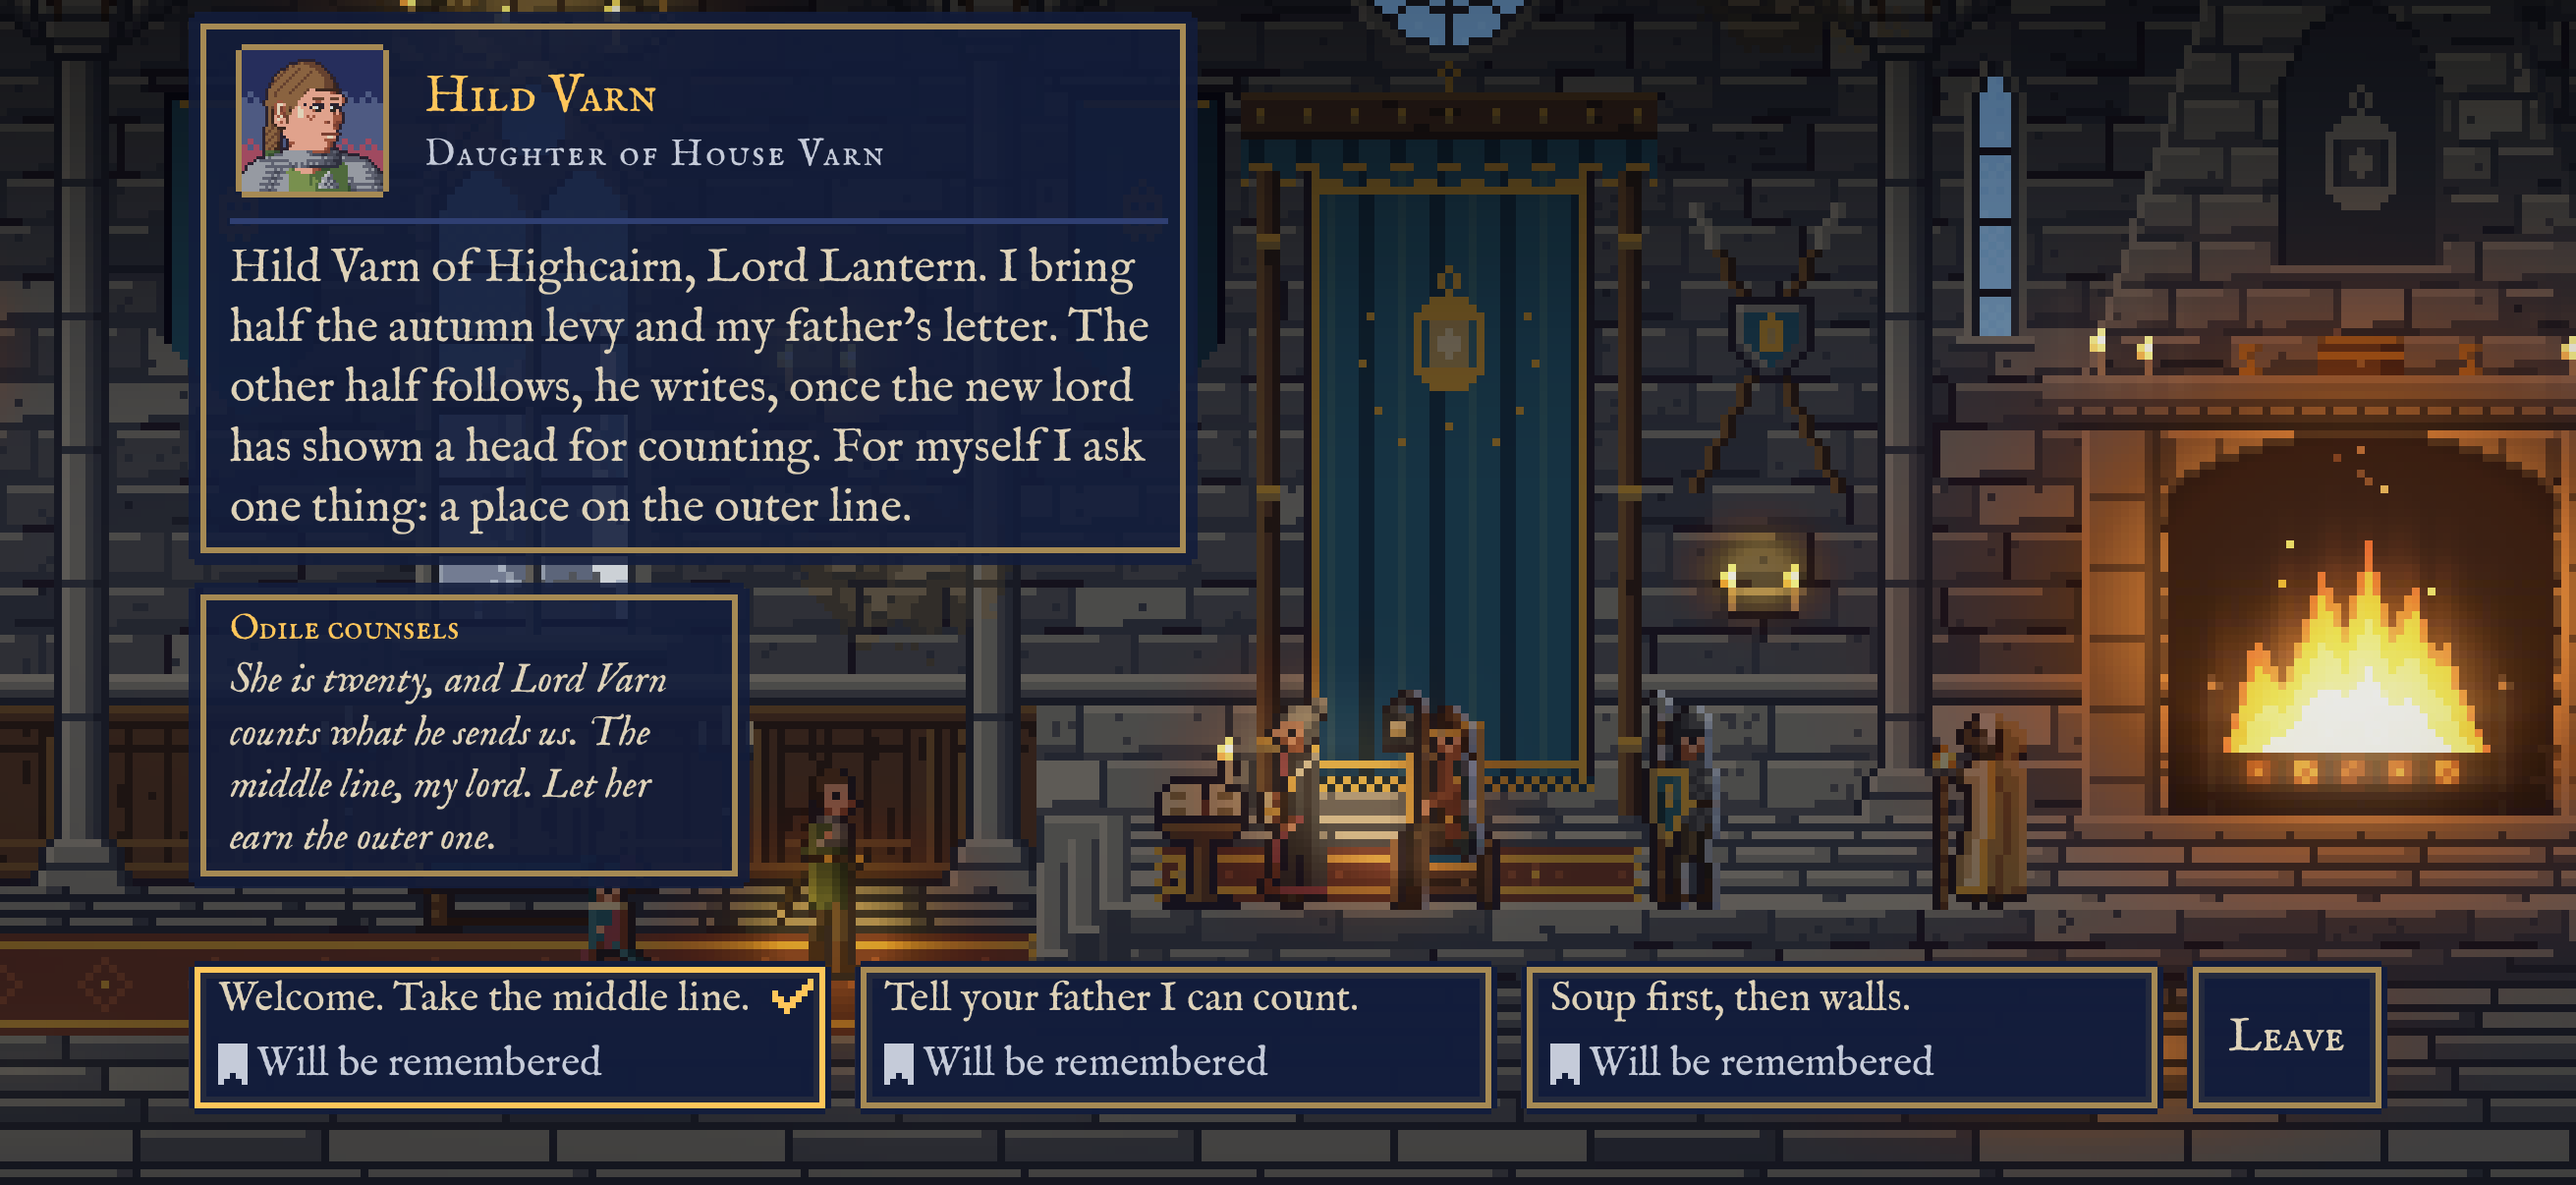 Hild Varn
Daughter of House Varn
Hild Varn of Highcairn, Lord Lantern. I bring
half the autumn levy and my father’s letter. The
other half follows, he writes, once the new lord
has shown a head for counting. For myself I ask
one thing: a place on the outer line.
Odile counsels
She is twenty, and Lord Varn
counts what he sends us. The
middle line, my lord. Let her
earn the outer one.
Welcome. Take the middle line.
Will be remembered
Tell your father I can count.
Will be remembered
Soup first, then walls.
Will be remembered
Leave